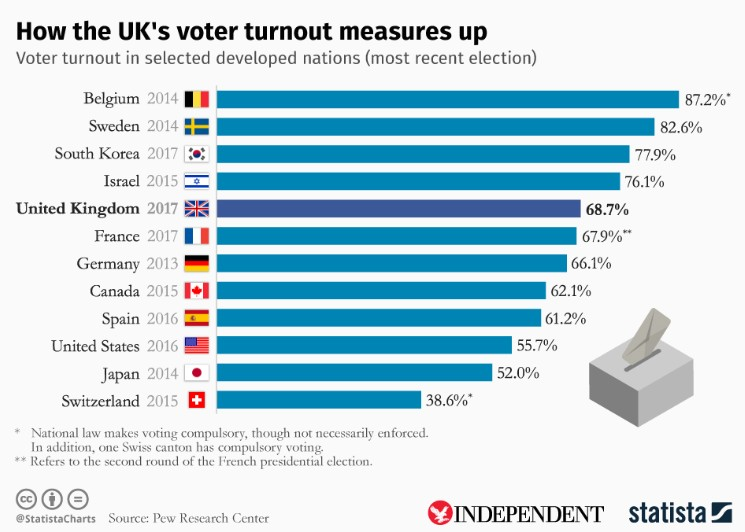 How the UK's voter turnout measures up
Voter turnout in selected developed nations (most recent election)
Belgium 2014 87.2%*
Sweden 2014 82.6%
South Korea 2017 77.9%
Israel 2015 76.1%
United Kingdom 2017 68.7%
France 2017 67.9%**
Germany 2013 66.1%
Canada 2015 62.1%
Spain 2016 61.2%
United States 2016 55.7%
Japan 2014 52.0%
Switzerland 2015 38.6%*
* National law makes voting compulsory, though not necessarily enforced.
In addition, one Swiss canton has compulsory voting.
** Refers to the second round of the French presidential election.
cc
@StatistaCharts Source: Pew Research Center
INDEPENDENT statista